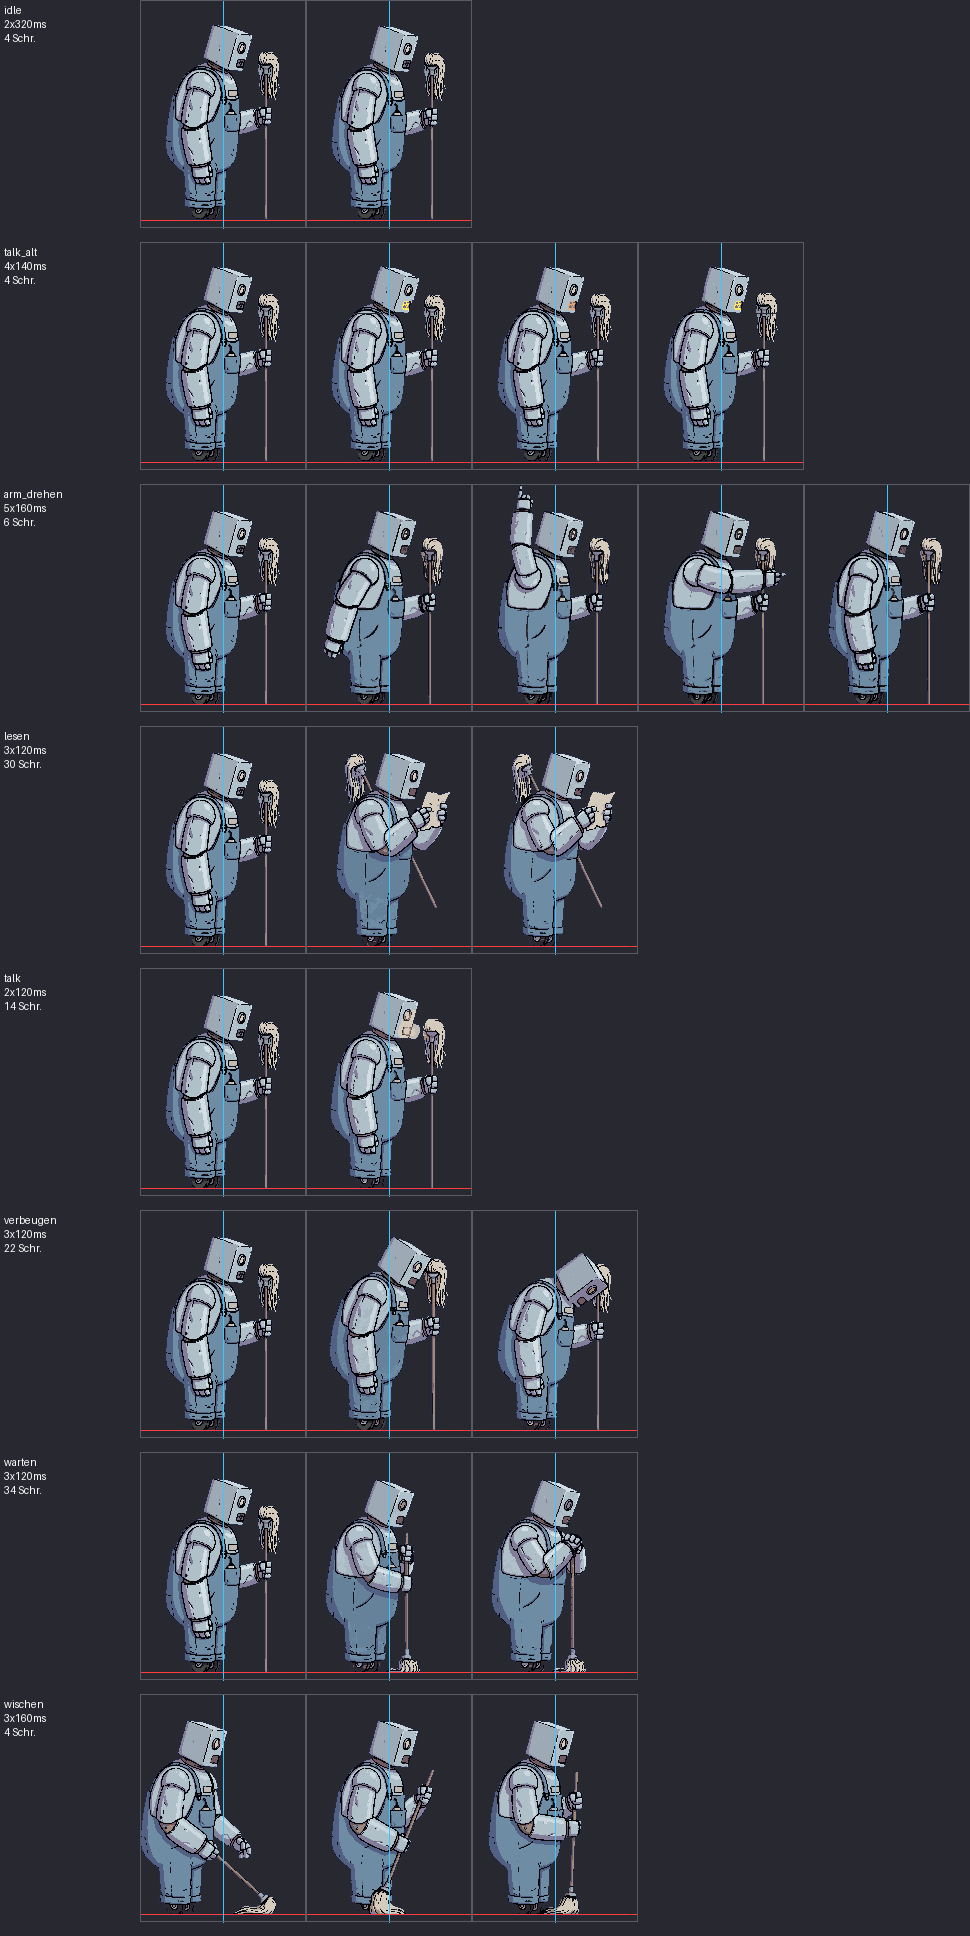 idle
2x320ms
4 Schr.
talk_alt
4x140ms
4 Schr.
arm_drehen
5x160ms
6 Schr.
lesen
3x120ms
30 Schr.
talk
2x120ms
14 Schr.
verbeugen
3x120ms
22 Schr.
warten
3x120ms
34 Schr.
wischen
3x160ms
4 Schr.